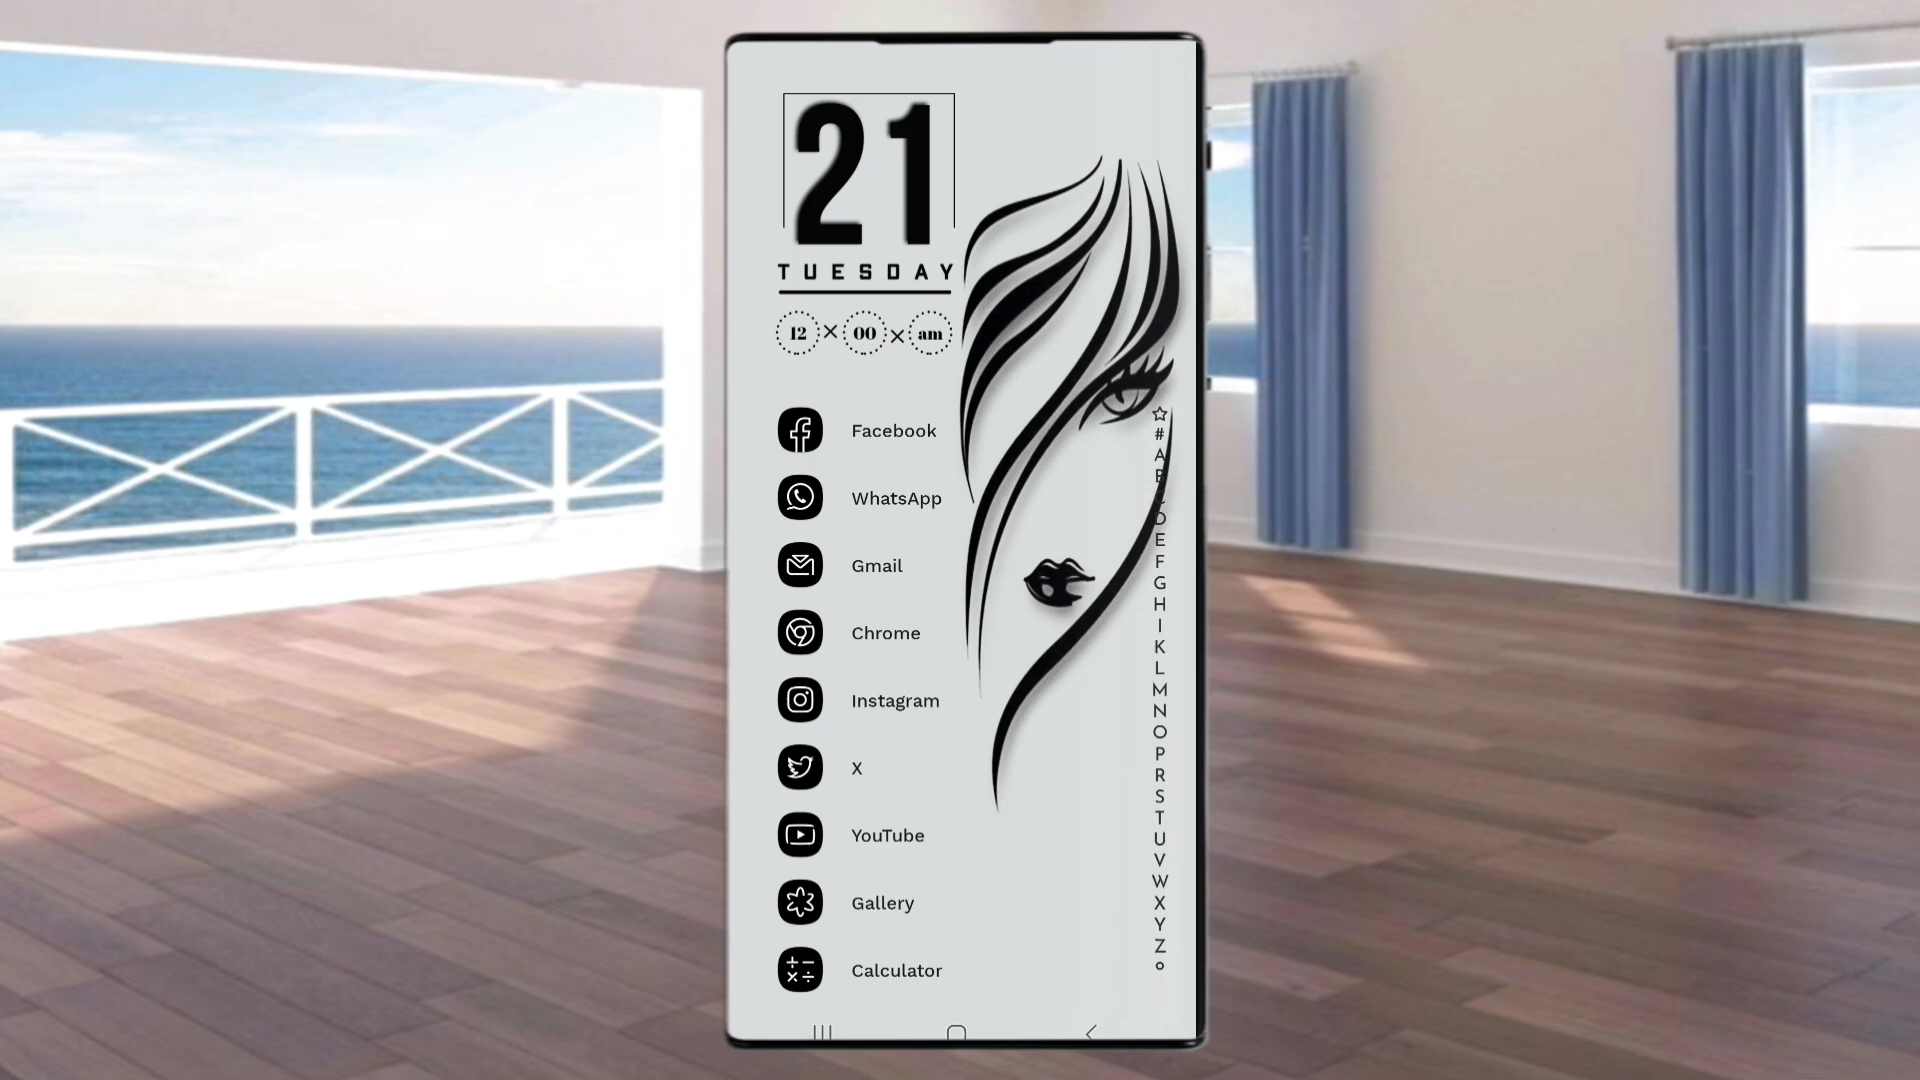 21
TUESDAY
12 × 00 × am
Facebook
WhatsApp
Gmail
Chrome
Instagram
X
YouTube
Gallery
Calculator
#
A
B
C
D
E
F
G
H
I
K
L
M
N
O
P
R
S
T
U
V
W
X
Y
Z